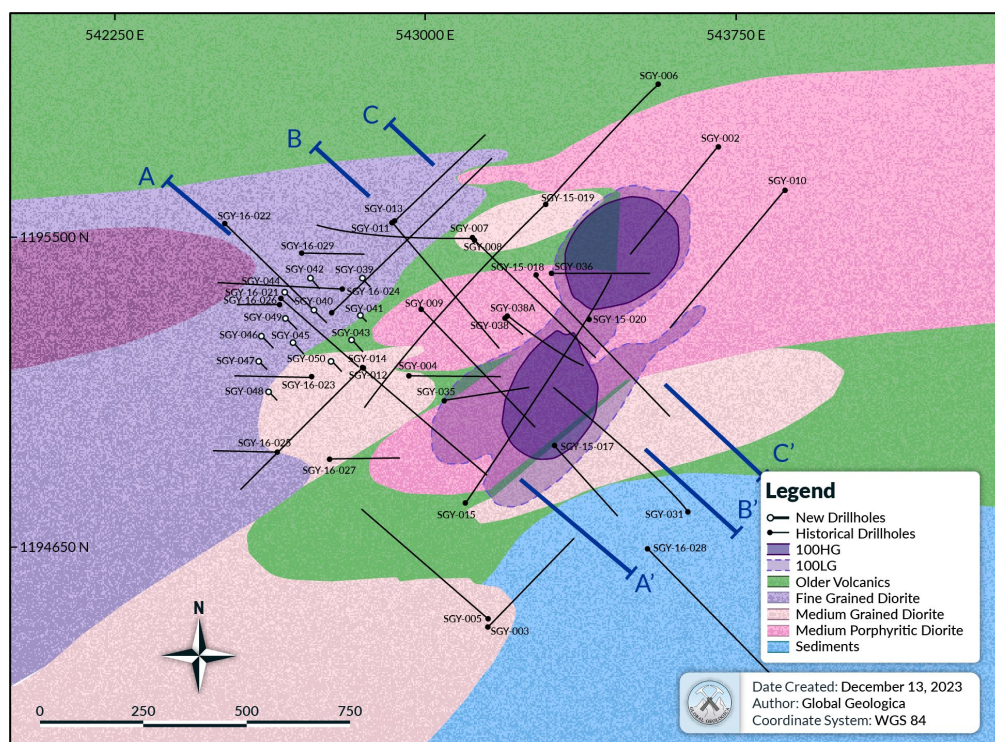 542250 E
543000 E
543750 E
SGY-006
C
B
SGY-002
A
SGY-010
SGY-15-019
SGY-013
SGY-16-022
SGY-011
SGY-007
1195500 N
SGY-008
SGY-16-029
SGY-15-018
SGY-036
SGY-042
SGY-039
SGY-044
SGY-16-021
SGY-16-024
SGY-16-026
SGY-040
SGY-009
SGY-038A
SGY-041
SGY-049
SGY-038
SGY-15-020
SGY-046
SGY-045
SGY-043
SGY-047
SGY-050
SGY-014
SGY-004
SGY-012
SGY-16-023
SGY-048
SGY-035
SGY-16-025
SGY-15-017
C’
SGY-16-027
B’
SGY-015
SGY-031
1194650 N
SGY-16-028
A’
SGY-005
SGY-003
Legend
New Drillholes
Historical Drillholes
100HG
100LG
Older Volcanics
Fine Grained Diorite
Medium Grained Diorite
Medium Porphyritic Diorite
Sediments
N
0 250 500 750
GLOBAL GEOLOGICA
Date Created: December 13, 2023
Author: Global Geologica
Coordinate System: WGS 84